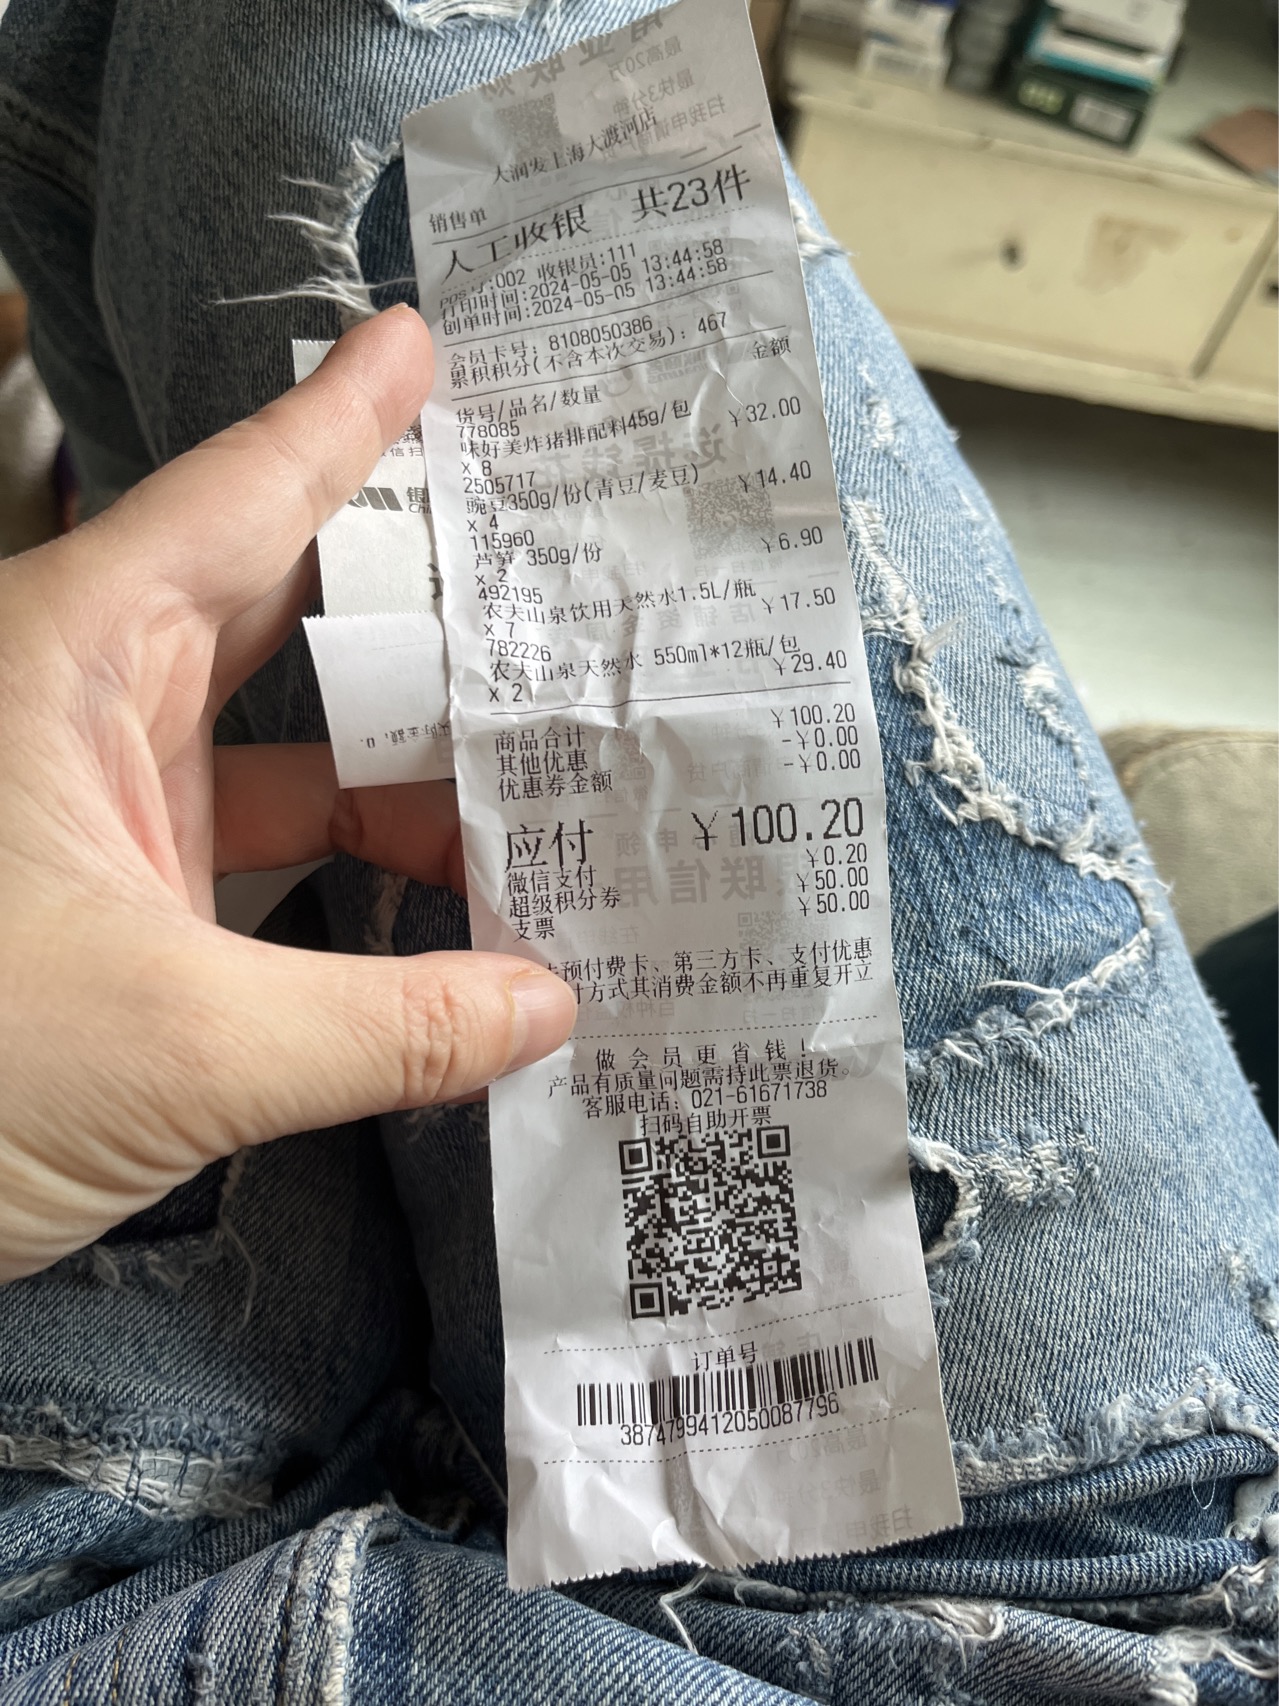 大润发上海大渡河店
销售单
人工收银 共23件
:002 收银员:111
打印时间:2024-05-05 13:44:58
创单时间:2024-05-05 13:44:58
会员卡号: 8108050386
累积积分(不含本次交易): 467
货号/品名/数量 金额
778085
味好美炸猪排配料45g/包 ¥32.00
x 8
2505717
豌豆350g/份(青豆/麦豆) ¥14.40
x 4
115960
芦笋 350g/份 ¥6.90
x 2
492195
农夫山泉饮用天然水1.5L/瓶 ¥17.50
x 7
782226
农夫山泉天然水 550ml*12瓶/包
x 2 ¥29.40
商品合计 ¥100.20
其他优惠 -¥0.00
优惠券金额 -¥0.00
应付 ¥100.20
微信支付 ¥0.20
超级积分券 ¥50.00
支票 ¥50.00
预付费卡、第三方卡、支付优惠
方式其消费金额不再重复开立
做会员更省钱!
产品有质量问题需持此票退货。
客服电话: 021-61671738
扫码自助开票
订单号
3874799412050087796